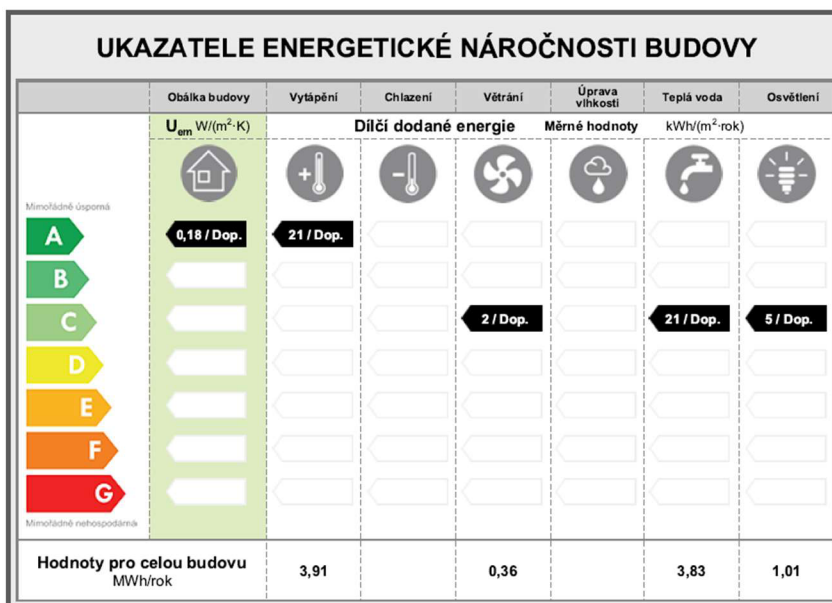 UKAZATELE ENERGETICKÉ NÁROČNOSTI BUDOVY
Obálka budovy Vytápění Chlazení Větrání Úprava vlhkosti Teplá voda Osvětlení
Uem W/(m²·K) Dílčí dodané energie Měrné hodnoty kWh/(m²·rok)
Mimořádně úsporná
A 0,18 / Dop. 21 / Dop.
B
C 2 / Dop. 21 / Dop. 5 / Dop.
D
E
F
G
Mimořádně nehospodárná
Hodnoty pro celou budovu
MWh/rok
3,91 0,36 3,83 1,01